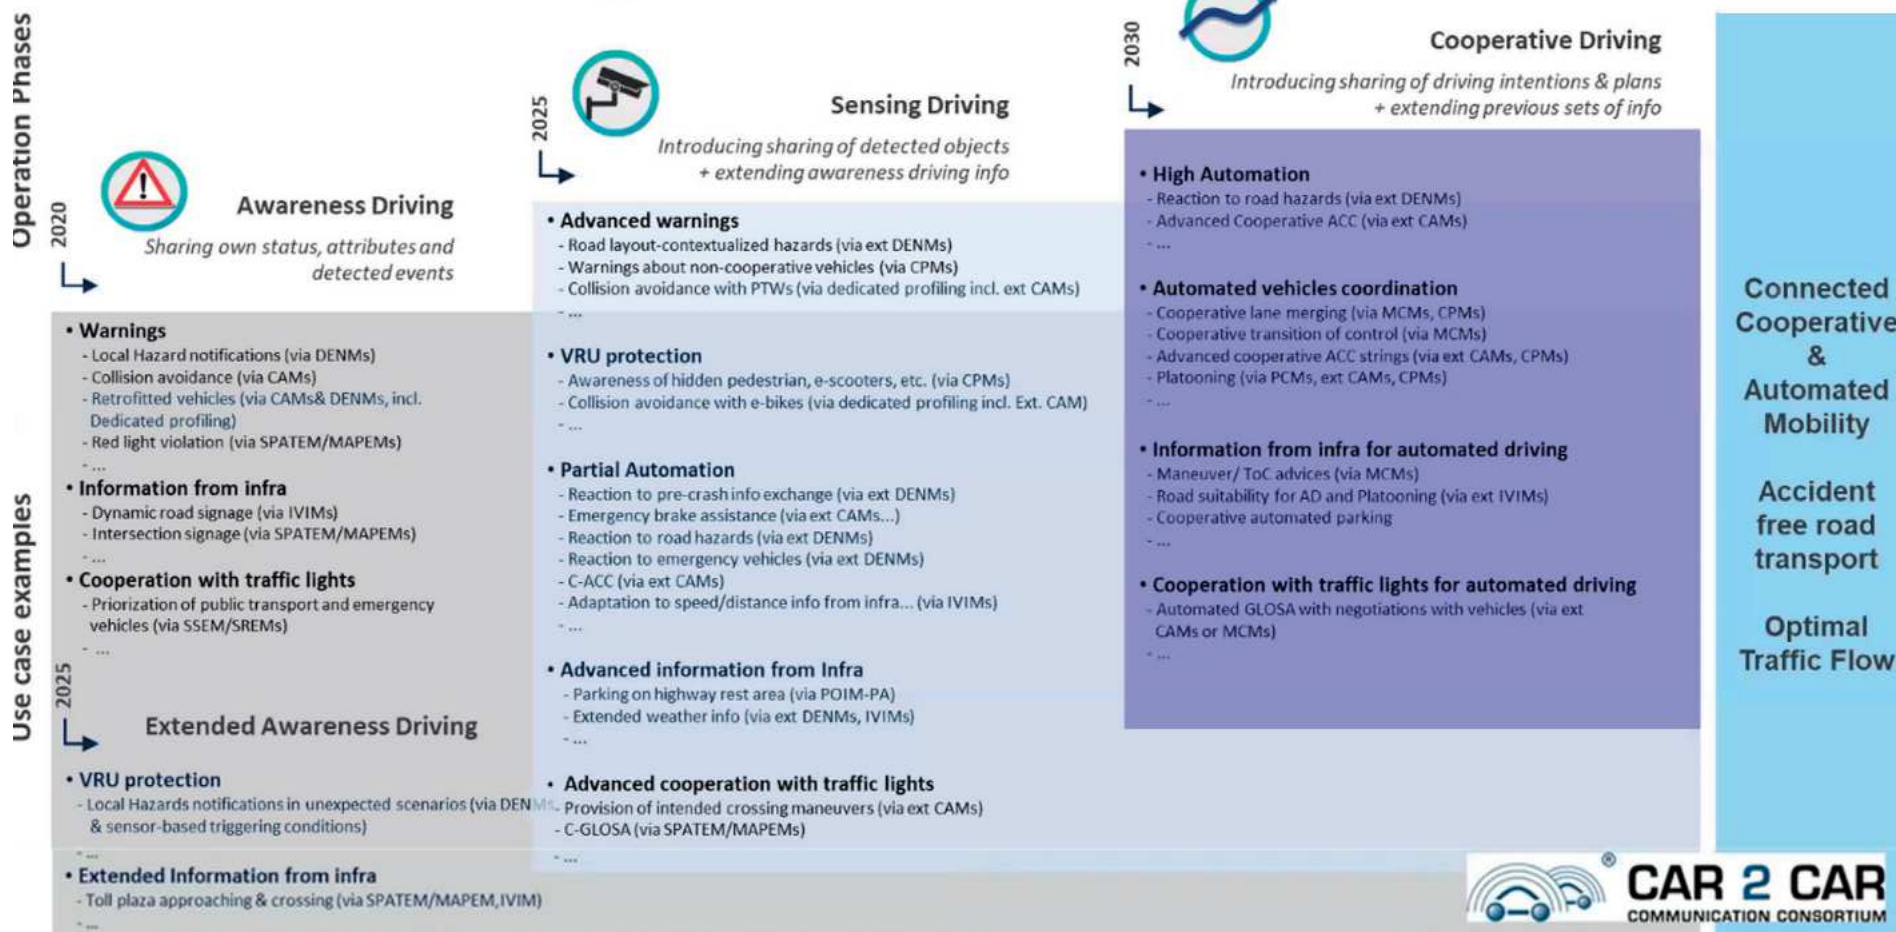 Operation Phases
Use case examples
2020
Awareness Driving
Sharing own status, attributes and
detected events
• Warnings
- Local Hazard notifications (via DENMs)
- Collision avoidance (via CAMs)
- Retrofitted vehicles (via CAMs& DENMs, incl.
Dedicated profiling)
- Red light violation (via SPATEM/MAPEMs)
- ...
• Information from infra
- Dynamic road signage (via IVIMs)
- Intersection signage (via SPATEM/MAPEMs)
- ...
• Cooperation with traffic lights
- Priorization of public transport and emergency
vehicles (via SSEM/SREMs)
- ...
2025
Extended Awareness Driving
• VRU protection
- Local Hazards notifications in unexpected scenarios (via DENMs
& sensor-based triggering conditions)
- ...
• Extended Information from infra
- Toll plaza approaching & crossing (via SPATEM/MAPEM,IVIM)
- ...
2025
Sensing Driving
Introducing sharing of detected objects
+ extending awareness driving info
• Advanced warnings
- Road layout-contextualized hazards (via ext DENMs)
- Warnings about non-cooperative vehicles (via CPMs)
- Collision avoidance with PTWs (via dedicated profiling incl. ext CAMs)
- ...
• VRU protection
- Awareness of hidden pedestrian, e-scooters, etc. (via CPMs)
- Collision avoidance with e-bikes (via dedicated profiling incl. Ext. CAM)
- ...
• Partial Automation
- Reaction to pre-crash info exchange (via ext DENMs)
- Emergency brake assistance (via ext CAMs...)
- Reaction to road hazards (via ext DENMs)
- Reaction to emergency vehicles (via ext DENMs)
- C-ACC (via ext CAMs)
- Adaptation to speed/distance info from infra... (via IVIMs)
- ...
• Advanced information from Infra
- Parking on highway rest area (via POIM-PA)
- Extended weather info (via ext DENMs, IVIMs)
- ...
• Advanced cooperation with traffic lights
- Provision of intended crossing maneuvers (via ext CAMs)
- C-GLOSA (via SPATEM/MAPEMs)
- ...
2030
Cooperative Driving
Introducing sharing of driving intentions & plans
+ extending previous sets of info
• High Automation
- Reaction to road hazards (via ext DENMs)
- Advanced Cooperative ACC (via ext CAMs)
- ...
• Automated vehicles coordination
- Cooperative lane merging (via MCMs, CPMs)
- Cooperative transition of control (via MCMs)
- Advanced cooperative ACC strings (via ext CAMs, CPMs)
- Platooning (via PCMs, ext CAMs, CPMs)
- ...
• Information from infra for automated driving
- Maneuver/ ToC advices (via MCMs)
- Road suitability for AD and Platooning (via ext IVIMs)
- Cooperative automated parking
- ...
• Cooperation with traffic lights for automated driving
- Automated GLOSA with negotiations with vehicles (via ext
CAMs or MCMs)
- ...
Connected
Cooperative
&
Automated
Mobility
Accident
free road
transport
Optimal
Traffic Flow
® CAR 2 CAR
COMMUNICATION CONSORTIUM